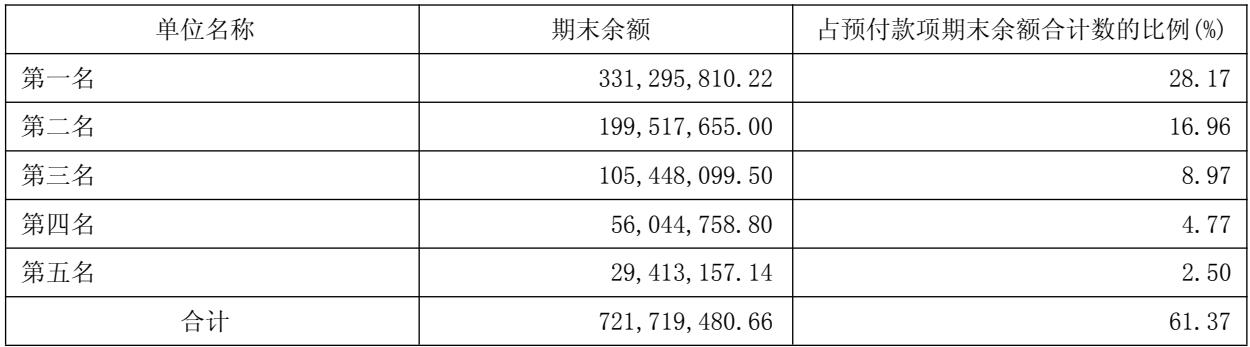 单位名称 期末余额 占预付款项期末余额合计数的比例(%)
第一名 331,295,810.22 28.17
第二名 199,517,655.00 16.96
第三名 105,448,099.50 8.97
第四名 56,044,758.80 4.77
第五名 29,413,157.14 2.50
合计 721,719,480.66 61.37